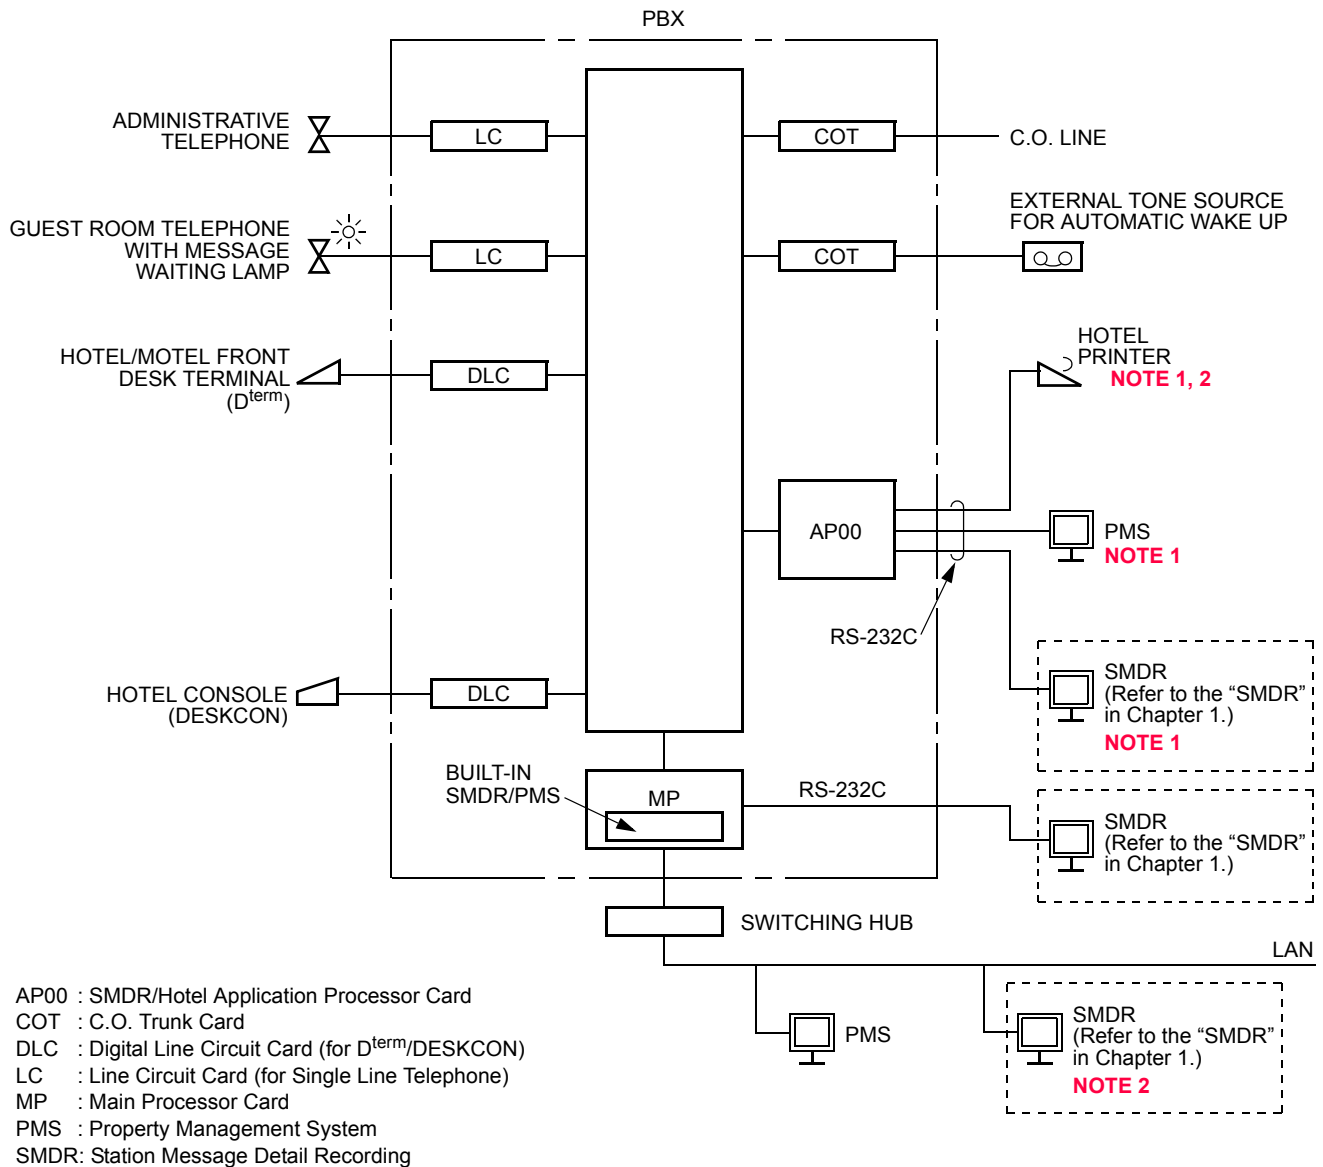 PBX
ADMINISTRATIVE
TELEPHONE
LC
COT
C.O. LINE
GUEST ROOM TELEPHONE
WITH MESSAGE
WAITING LAMP
LC
COT
EXTERNAL TONE SOURCE
FOR AUTOMATIC WAKE UP
HOTEL/MOTEL FRONT
DESK TERMINAL
(Dterm)
DLC
HOTEL
PRINTER
NOTE 1, 2
AP00
PMS
NOTE 1
RS-232C
HOTEL CONSOLE
(DESKCON)
DLC
SMDR
(Refer to the “SMDR”
in Chapter 1.)
NOTE 1
BUILT-IN
SMDR/PMS
MP
RS-232C
SMDR
(Refer to the “SMDR”
in Chapter 1.)
SWITCHING HUB
LAN
PMS
SMDR
(Refer to the “SMDR”
in Chapter 1.)
NOTE 2
AP00 : SMDR/Hotel Application Processor Card
COT : C.O. Trunk Card
DLC : Digital Line Circuit Card (for Dterm/DESKCON)
LC : Line Circuit Card (for Single Line Telephone)
MP : Main Processor Card
PMS : Property Management System
SMDR: Station Message Detail Recording